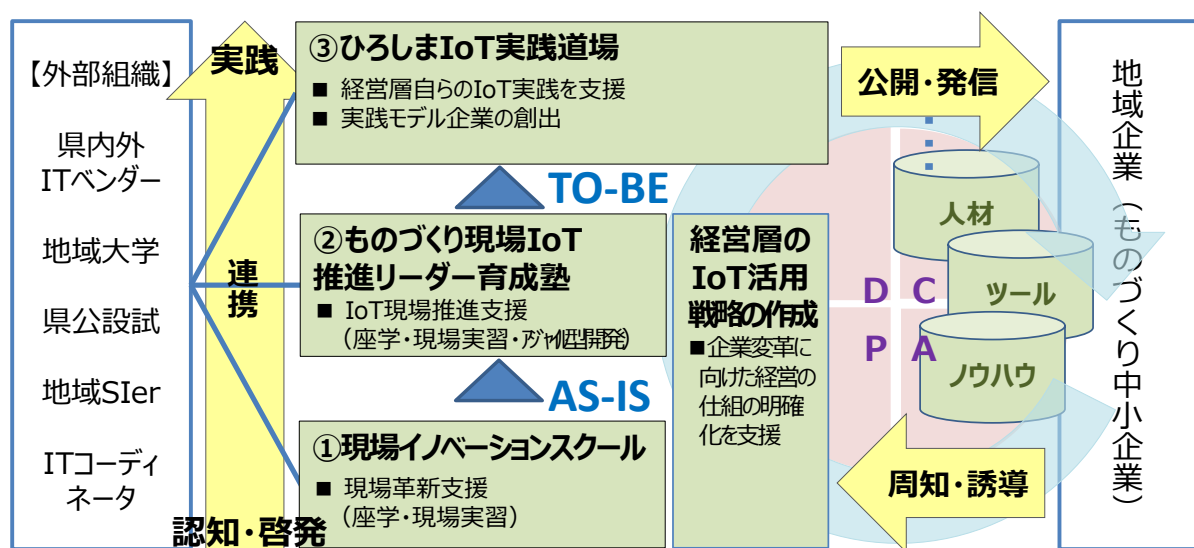 【外部組織】
県内外
ITベンダー
地域大学
県公設試
地域SIer
ITコーディ
ネータ
実践
連携
認知・啓発
③ひろしまIoT実践道場
■ 経営層自らのIoT実践を支援
■ 実践モデル企業の創出
TO-BE
②ものづくり現場IoT
推進リーダー育成塾
■ IoT現場推進支援
（座学・現場実習・アジャイル型開発）
AS-IS
①現場イノベーションスクール
■ 現場革新支援
（座学・現場実習）
経営層の
IoT活用
戦略の作成
■企業変革に
向けた経営の
仕組の明確
化を支援
公開・発信
人材
ツール
ノウハウ
D C
P A
周知・誘導
地域企業（ものづくり中小企業）